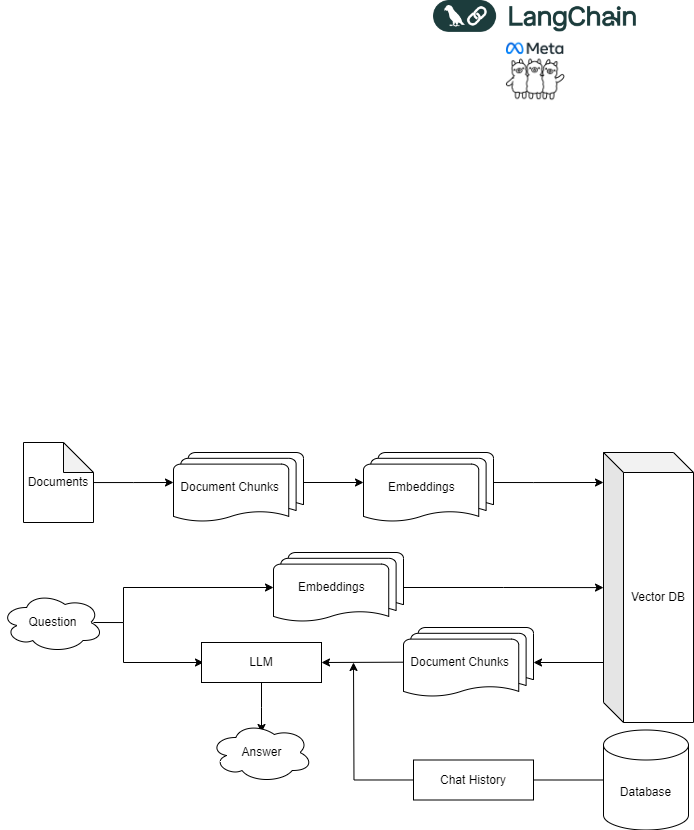 LangChain
Meta
Documents
Document Chunks
Embeddings
Vector DB
Embeddings
Question
LLM
Document Chunks
Answer
Chat History
Database